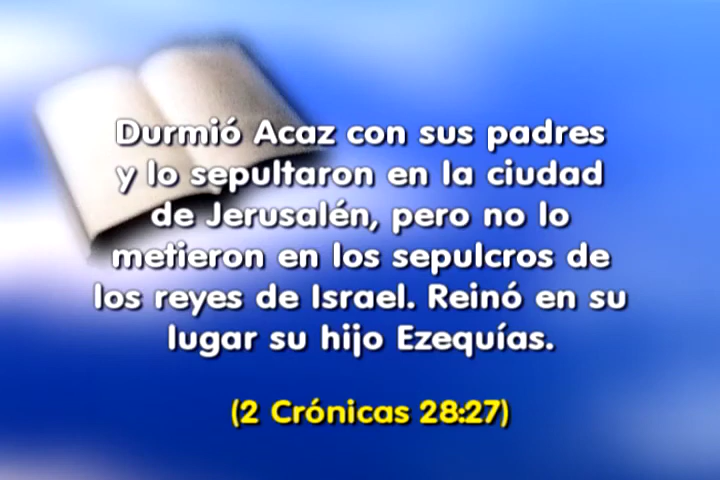 Durmió Acaz con sus padres
y lo sepultaron en la ciudad
de Jerusalén, pero no lo
metieron en los sepulcros de
los reyes de Israel. Reinó en su
lugar su hijo Ezequías.
(2 Crónicas 28:27)